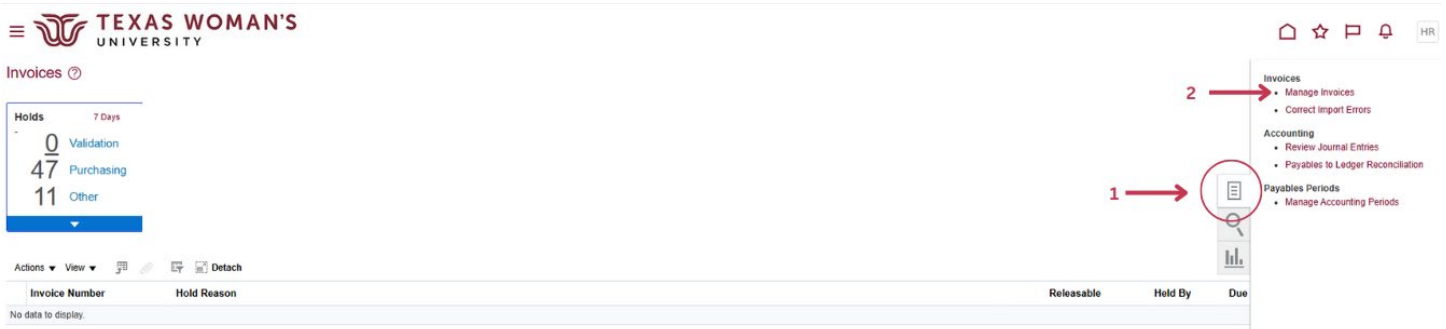 TEXAS WOMAN'S
UNIVERSITY
HR
Invoices
Holds 7 Days
-
0 Validation
47 Purchasing
11 Other
Actions View Detach
Invoice Number Hold Reason Releasable Held By Due
No data to display.
1
2
Invoices
• Manage Invoices
• Correct Import Errors
Accounting
• Review Journal Entries
• Payables to Ledger Reconciliation
Payables Periods
• Manage Accounting Periods